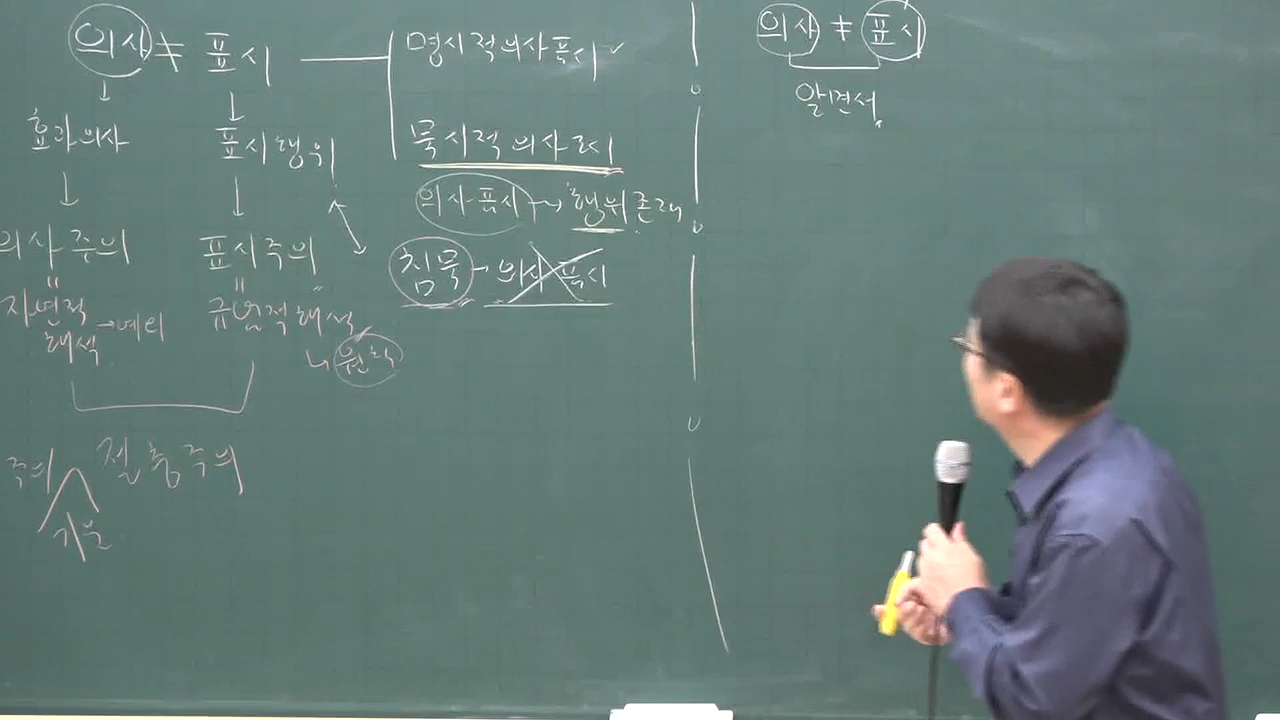 의사 ≠ 표시
명시적의사표시 ✓
↓ ↓
효과의사 표시행위
묵시적의사표시
의사표시 → 행위존재
↓ ↓
의사주의 표시주의
침묵 → 의사표시
" "
자연적 해석 → 예외
규범적해석
↳ 원칙
절충주의
주의
기본
의사 ≠ 표시
알면서